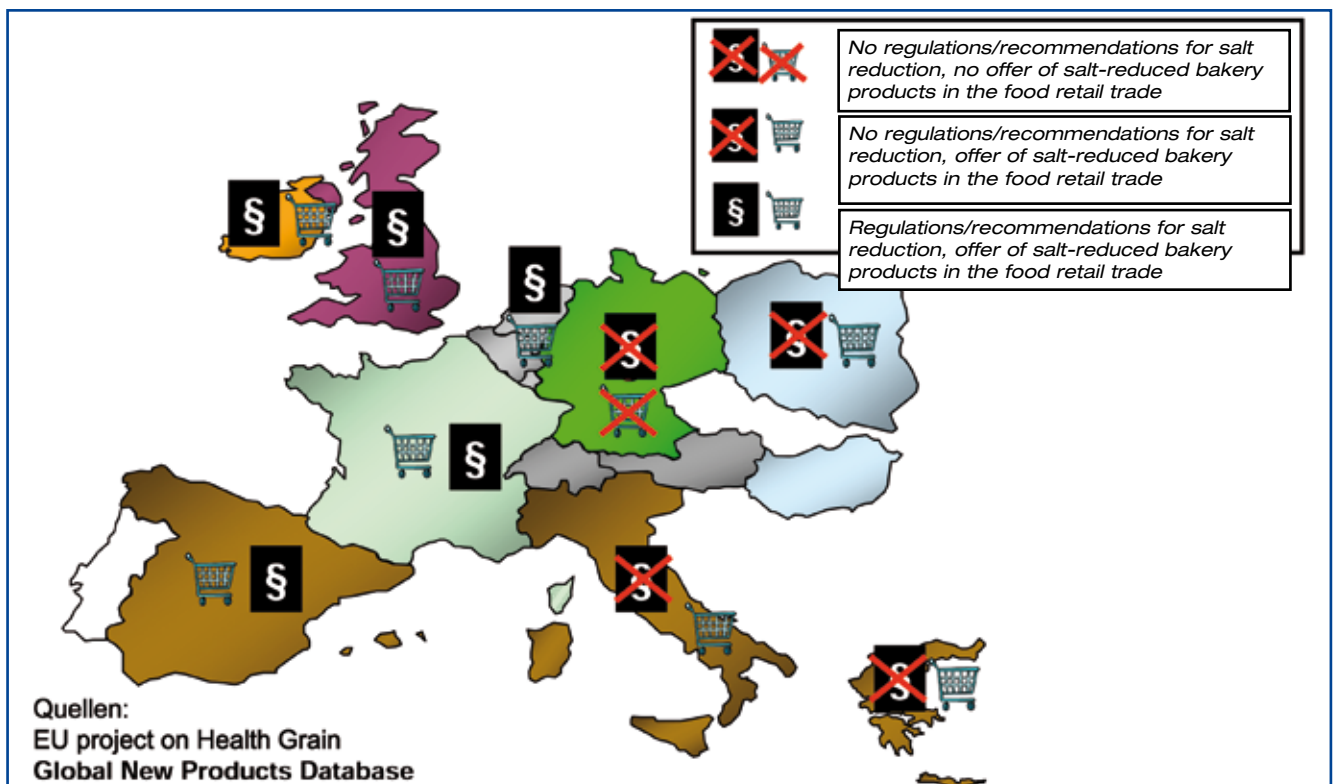 No regulations/recommendations for salt
reduction, no offer of salt-reduced bakery
products in the food retail trade
§
No regulations/recommendations for salt
reduction, offer of salt-reduced bakery
products in the food retail trade
§
Regulations/recommendations for salt
reduction, offer of salt-reduced bakery
products in the food retail trade
§
§
§
§
§
§
§
§
§
§
Quellen:
EU project on Health Grain
Global New Products Database